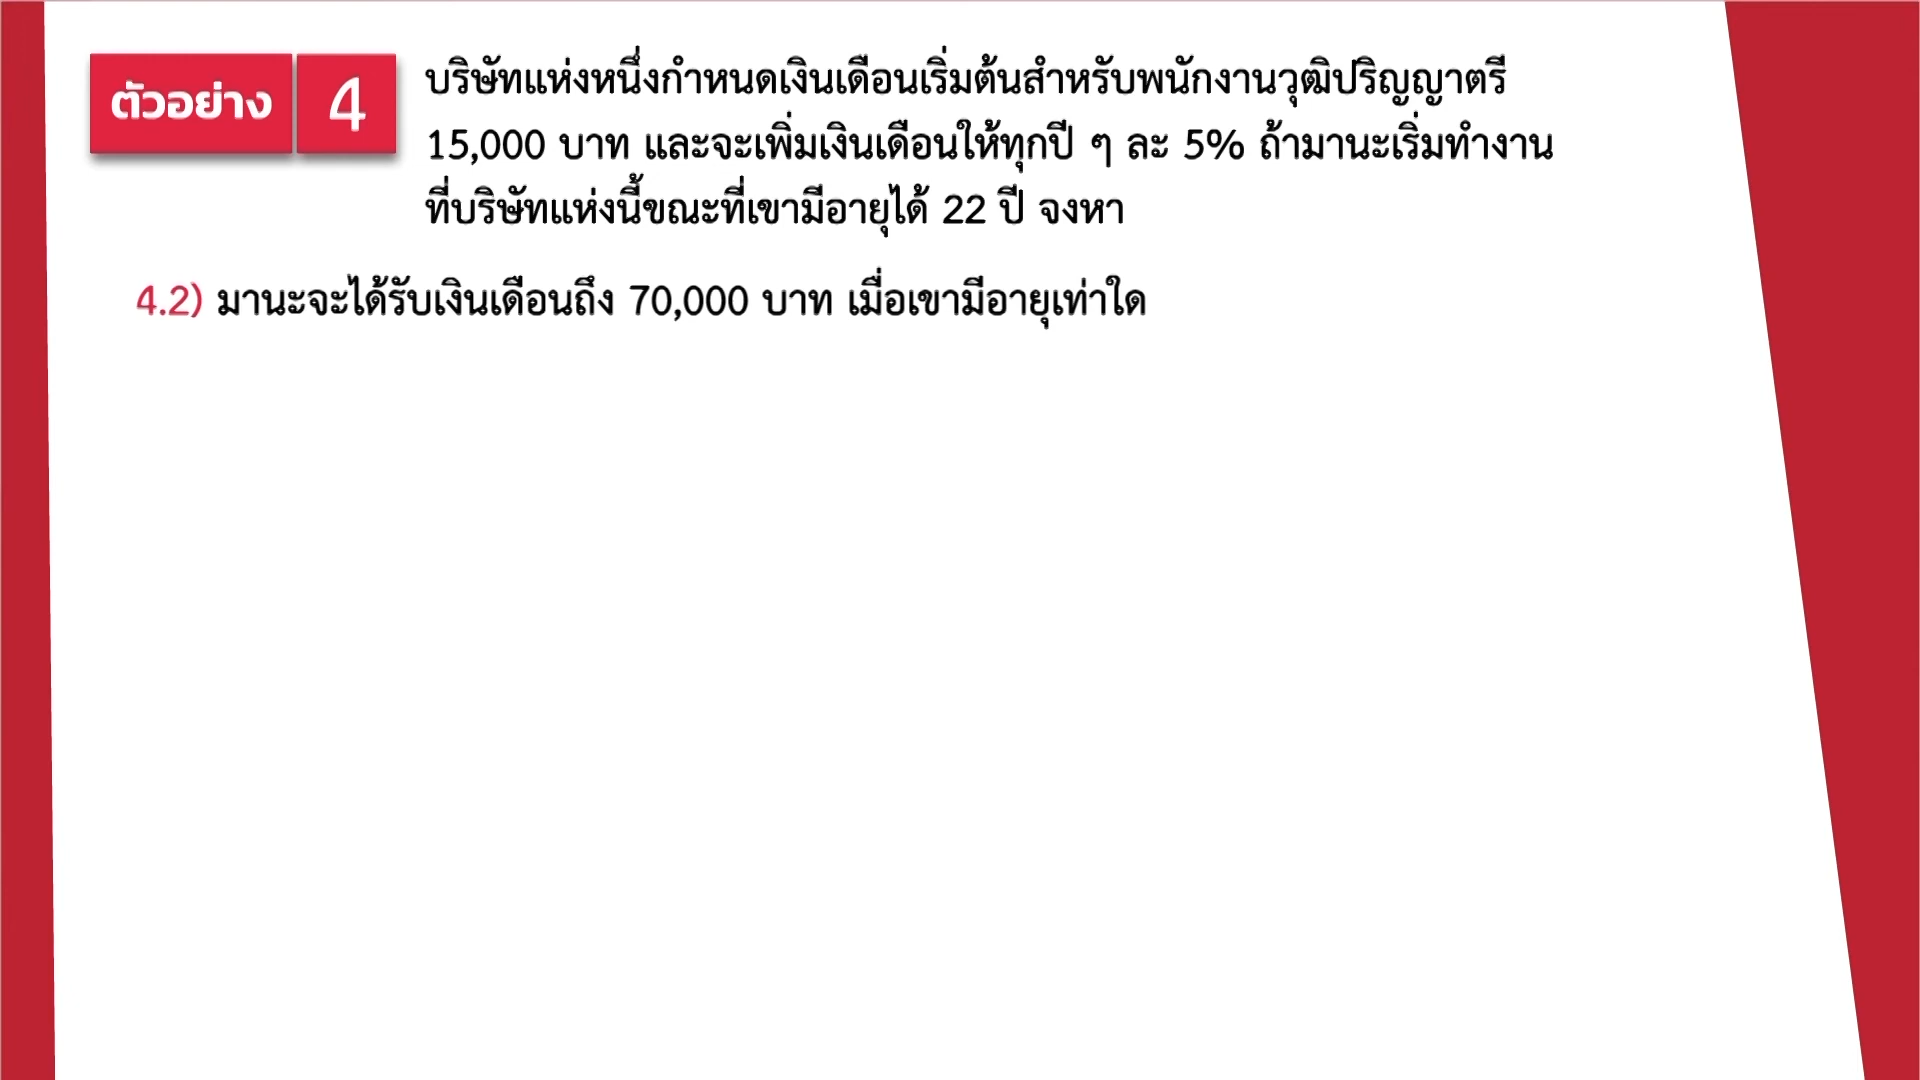 ตัวอย่าง 4 บริษัทแห่งหนึ่งกำหนดเงินเดือนเริ่มต้นสำหรับพนักงานวุฒิปริญญาตรี
15,000 บาท และจะเพิ่มเงินเดือนให้ทุกปี ๆ ละ 5% ถ้ามานะเริ่มทำงาน
ที่บริษัทแห่งนี้ขณะที่เขามีอายุได้ 22 ปี จงหา
4.2) มานะจะได้รับเงินเดือนถึง 70,000 บาท เมื่อเขามีอายุเท่าใด